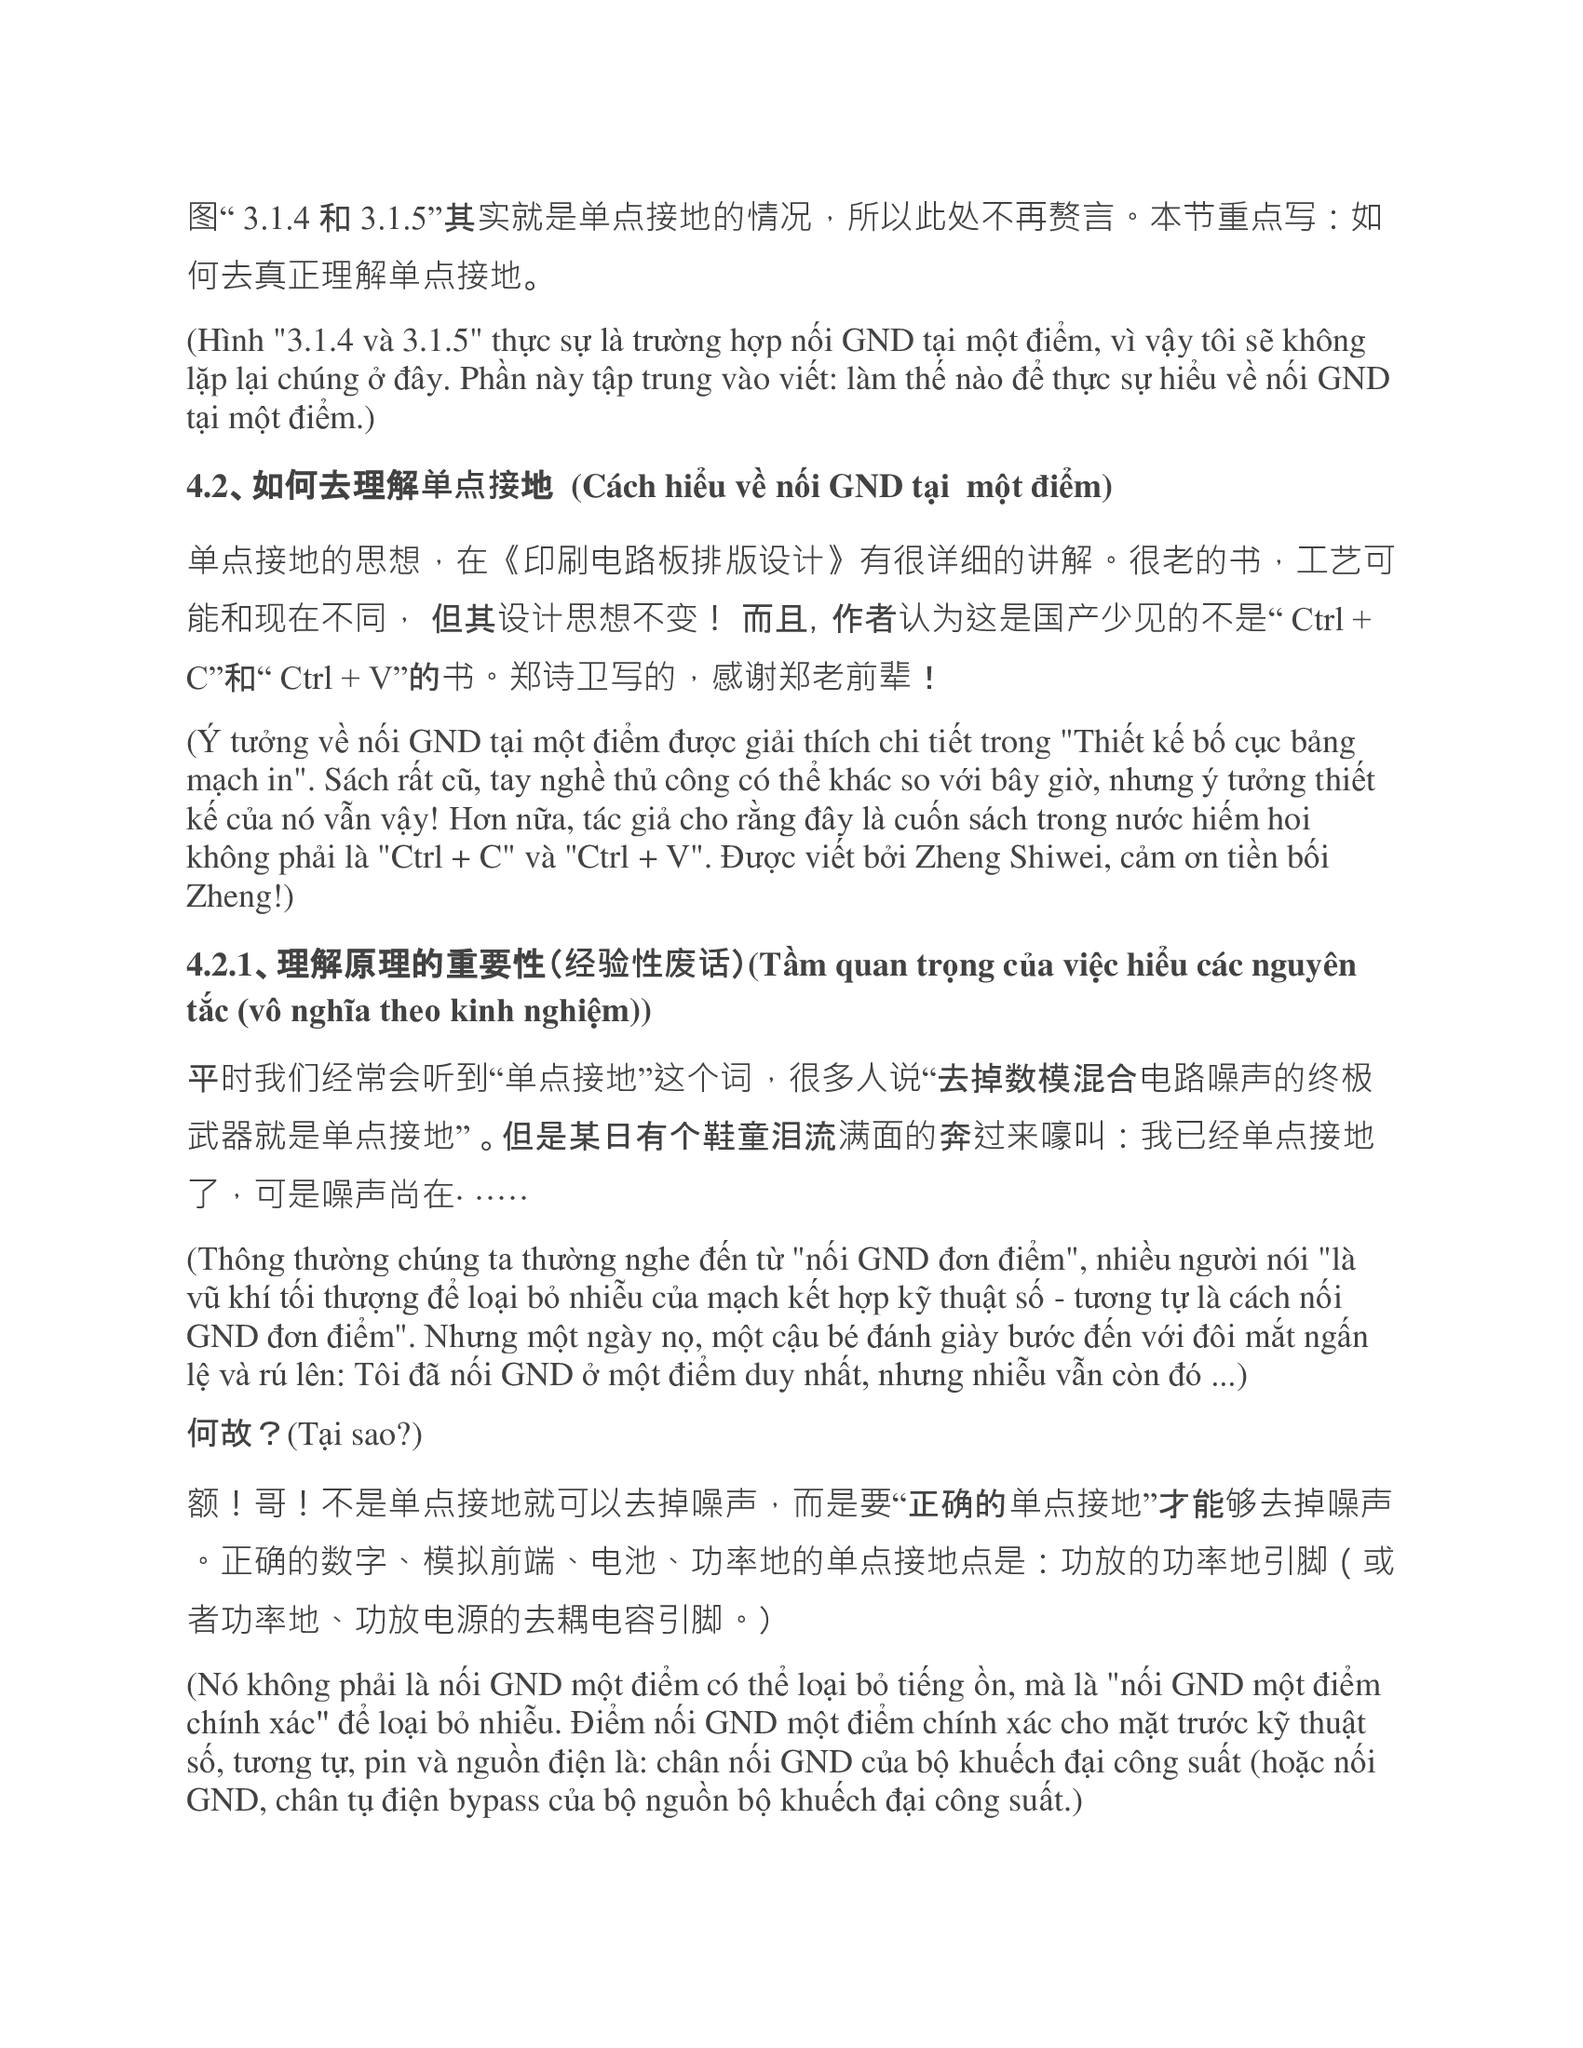 图“ 3.1.4 和 3.1.5”其实就是单点接地的情况，所以此处不再赘言。本节重点写：如
何去真正理解单点接地。
(Hình "3.1.4 và 3.1.5" thực sự là trường hợp nối GND tại một điểm, vì vậy tôi sẽ không
lặp lại chúng ở đây. Phần này tập trung vào viết: làm thế nào để thực sự hiểu về nối GND
tại một điểm.)
4.2、如何去理解单点接地 (Cách hiểu về nối GND tại một điểm)
单点接地的思想，在《印刷电路板排版设计》有很详细的讲解。很老的书，工艺可
能和现在不同， 但其设计思想不变！ 而且, 作者认为这是国产少见的不是“ Ctrl +
C”和“ Ctrl + V”的书。郑诗卫写的，感谢郑老前辈！
(Ý tưởng về nối GND tại một điểm được giải thích chi tiết trong "Thiết kế bố cục bảng
mạch in". Sách rất cũ, tay nghề thủ công có thể khác so với bây giờ, nhưng ý tưởng thiết
kế của nó vẫn vậy! Hơn nữa, tác giả cho rằng đây là cuốn sách trong nước hiếm hoi
không phải là "Ctrl + C" và "Ctrl + V". Được viết bởi Zheng Shiwei, cảm ơn tiền bối
Zheng!)
4.2.1、理解原理的重要性（经验性废话）(Tầm quan trọng của việc hiểu các nguyên
tắc (vô nghĩa theo kinh nghiệm))
平时我们经常会听到“单点接地”这个词，很多人说“去掉数模混合电路噪声的终极
武器就是单点接地” 。但是某日有个鞋童泪流满面的奔过来嚎叫：我已经单点接地
了，可是噪声尚在· ·····
(Thông thường chúng ta thường nghe đến từ "nối GND đơn điểm", nhiều người nói "là
vũ khí tối thượng để loại bỏ nhiễu của mạch kết hợp kỹ thuật số - tương tự là cách nối
GND đơn điểm". Nhưng một ngày nọ, một cậu bé đánh giày bước đến với đôi mắt ngấn
lệ và rú lên: Tôi đã nối GND ở một điểm duy nhất, nhưng nhiễu vẫn còn đó ...)
何故？(Tại sao?)
额！哥！不是单点接地就可以去掉噪声，而是要“正确的单点接地”才能够去掉噪声
。正确的数字、模拟前端、电池、功率地的单点接地点是：功放的功率地引脚（或
者功率地、功放电源的去耦电容引脚。）
(Nó không phải là nối GND một điểm có thể loại bỏ tiếng ồn, mà là "nối GND một điểm
chính xác" để loại bỏ nhiễu. Điểm nối GND một điểm chính xác cho mặt trước kỹ thuật
số, tương tự, pin và nguồn điện là: chân nối GND của bộ khuếch đại công suất (hoặc nối
GND, chân tụ điện bypass của bộ nguồn bộ khuếch đại công suất.)